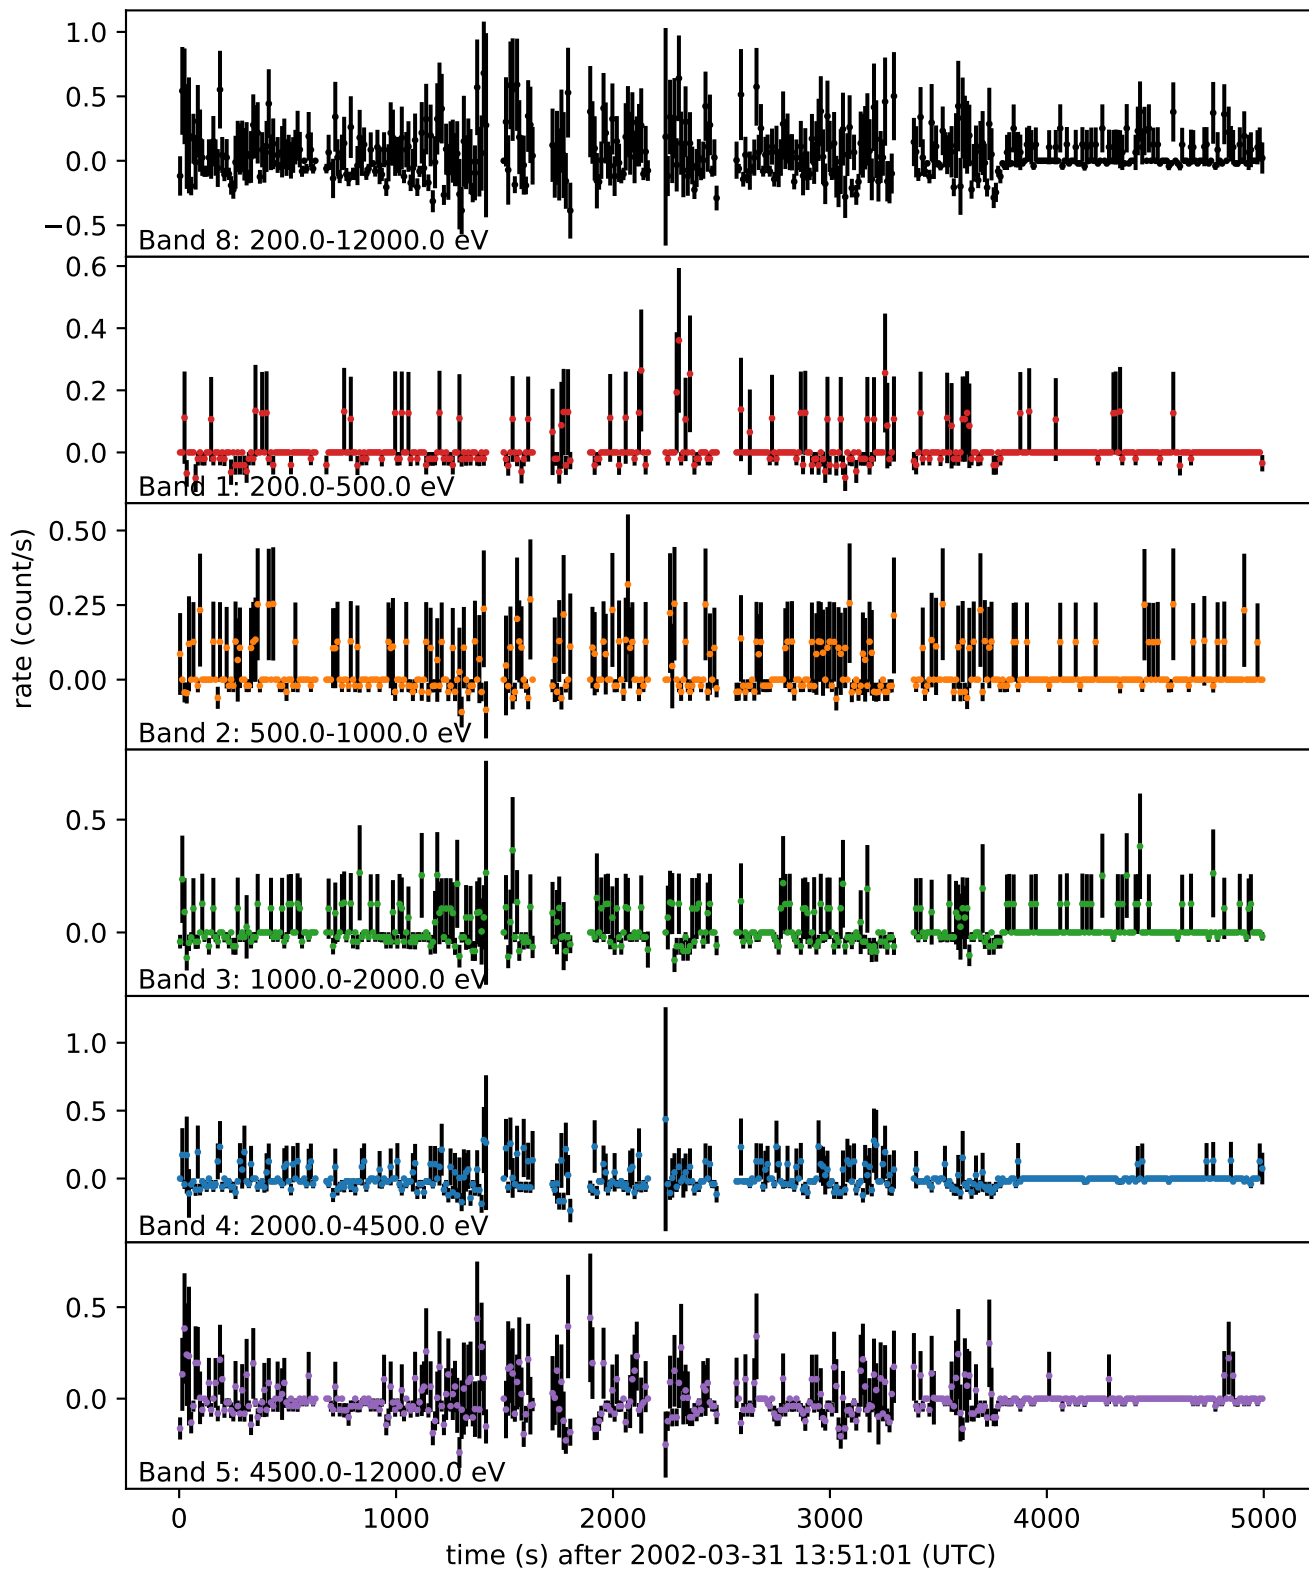 1.0
0.5
0.0
−0.5
Band 8: 200.0-12000.0 eV
0.6
0.4
0.2
0.0
Band 1: 200.0-500.0 eV
rate (count/s)
0.50
0.25
0.00
Band 2: 500.0-1000.0 eV
0.5
0.0
Band 3: 1000.0-2000.0 eV
1.0
0.5
0.0
Band 4: 2000.0-4500.0 eV
0.5
0.0
Band 5: 4500.0-12000.0 eV
0 1000 2000 3000 4000 5000
time (s) after 2002-03-31 13:51:01 (UTC)